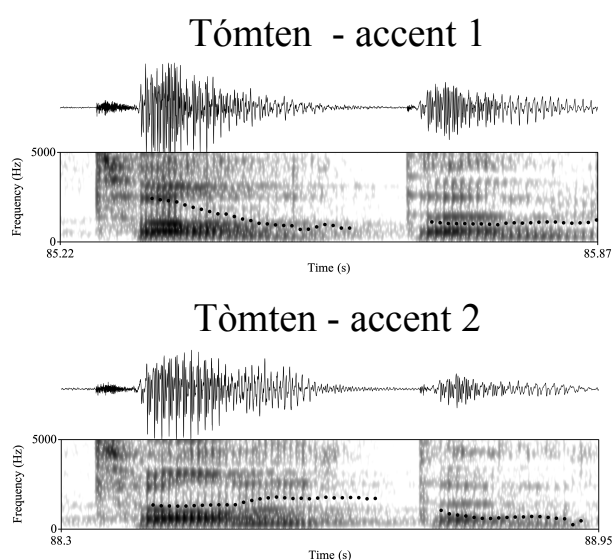 Tómten - accent 1
5000
Frequency (Hz)
0
85.22
85.87
Time (s)
Tòmten - accent 2
5000
Frequency (Hz)
0
88.3
88.95
Time (s)